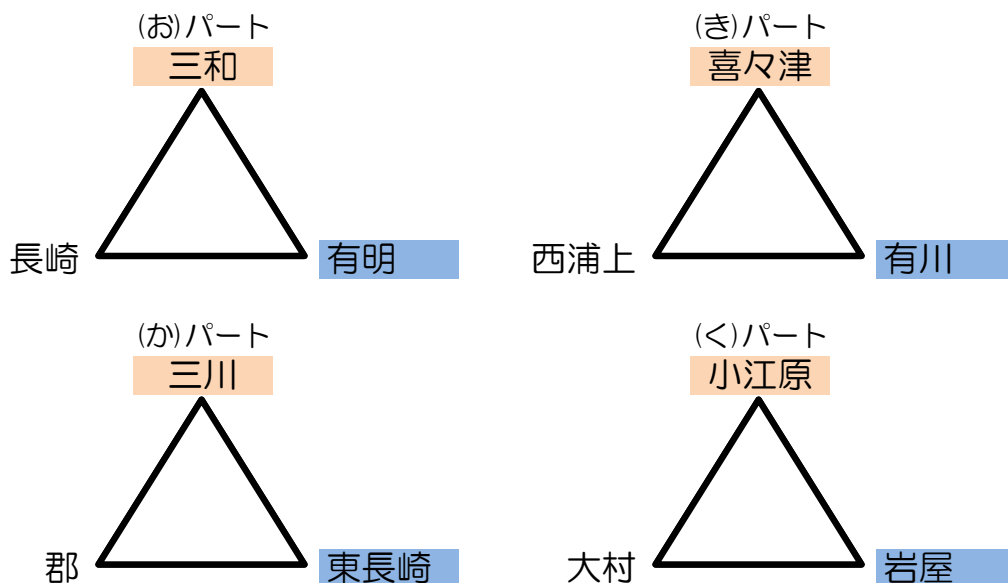 (お)パート
三和
長崎
有明
(き)パート
喜々津
西浦上
有川
(か)パート
三川
郡
東長崎
(く)パート
小江原
大村
岩屋